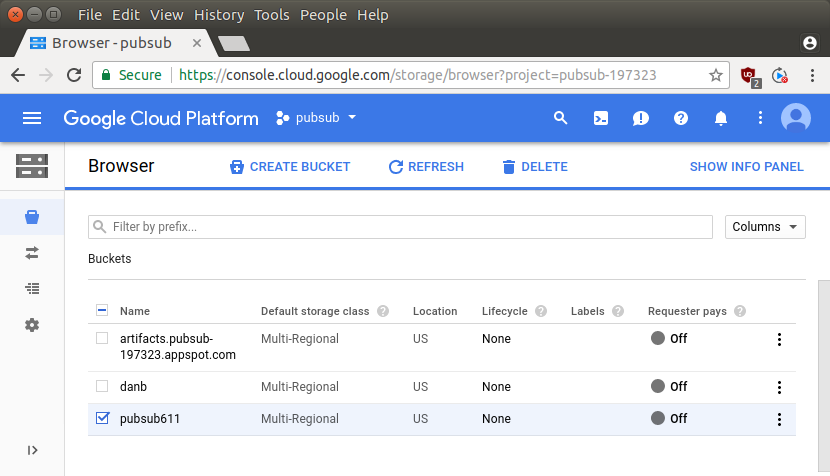 File Edit View History Tools People Help
Browser - pubsub
Secure https://console.cloud.google.com/storage/browser?project=pubsub-197323
UD
2
Google Cloud Platform pubsub
Browser CREATE BUCKET REFRESH DELETE SHOW INFO PANEL
Filter by prefix... Columns
Buckets
Name Default storage class ? Location Lifecycle ? Labels ? Requester pays ?
artifacts.pubsub- Multi-Regional US None Off
197323.appspot.com
danb Multi-Regional US None Off
pubsub611 Multi-Regional US None Off